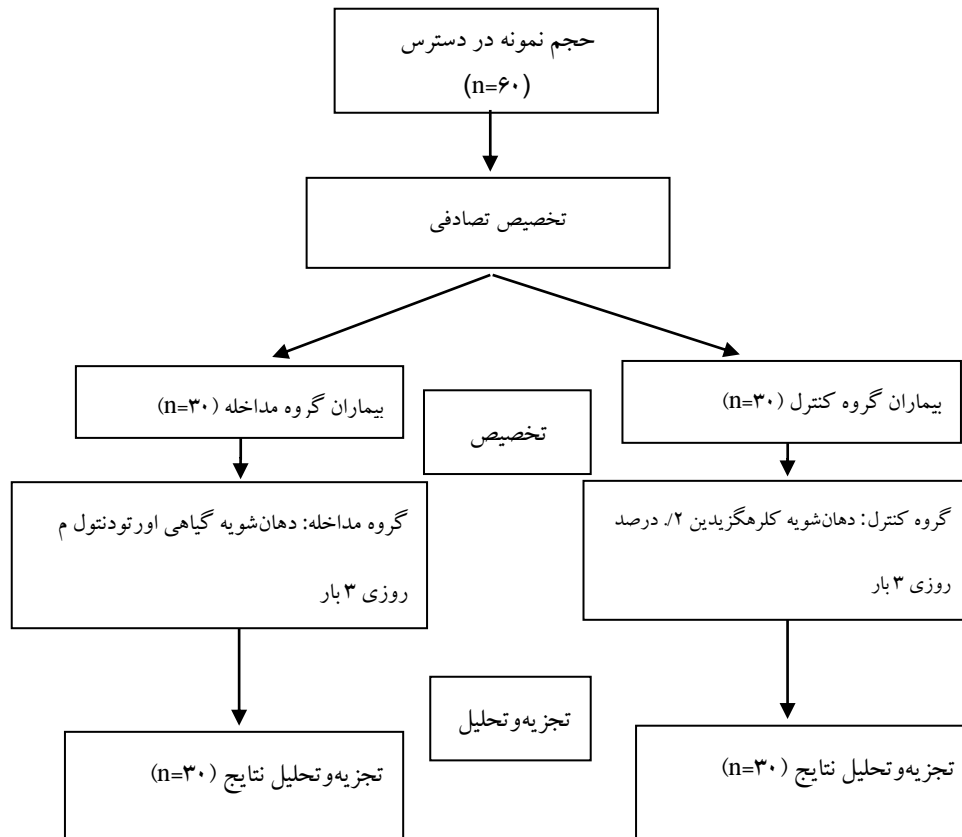 حجم نمونه در دسترس
(n=۶۰)
تخصیص تصادفی
بیماران گروه کنترل (n=۳۰)
بیماران گروه مداخله (n=۳۰)
تخصیص
گروه کنترل: دهان‌شویه کلرهگزیدین ۲/. درصد
روزی ۳ بار
گروه مداخله: دهان‌شویه گیاهی اورتودنتول م
روزی ۳ بار
تجزیه‌وتحلیل
تجزیه‌وتحلیل نتایج (n=۳۰)
تجزیه‌وتحلیل نتایج (n=۳۰)